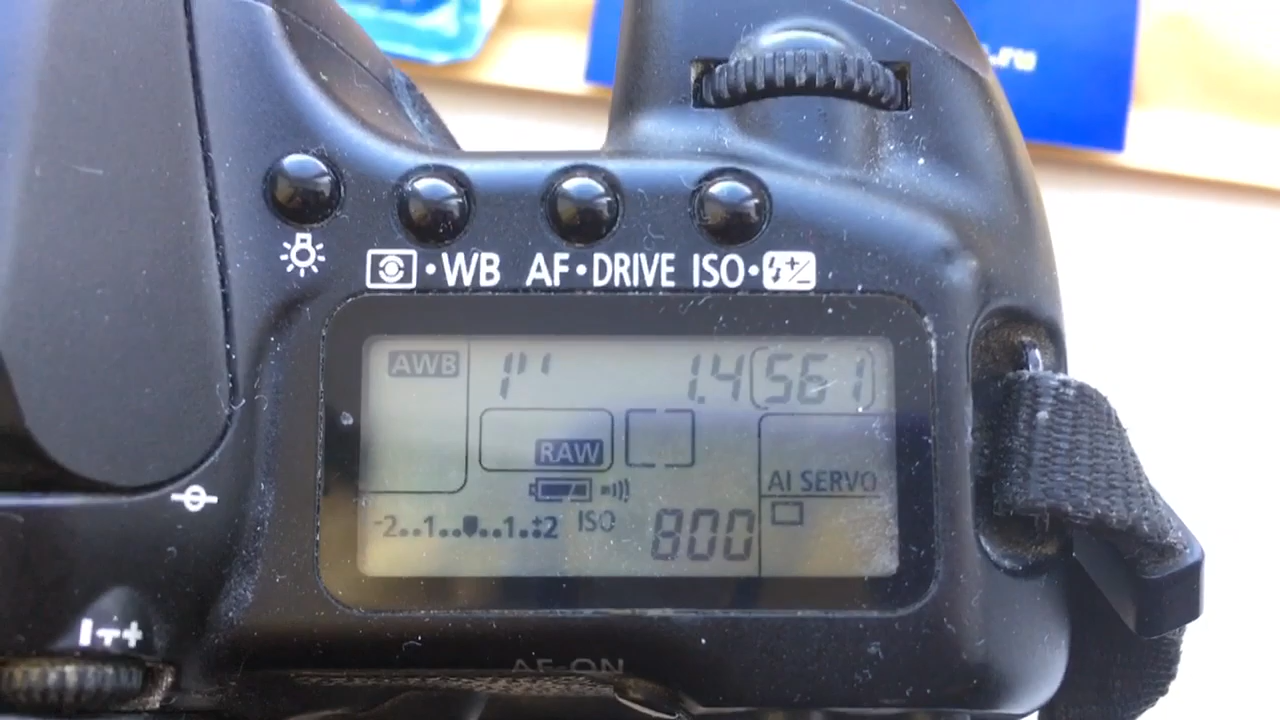 WB AF•DRIVE ISO•
AWB 1" 1.4 [561]
RAW
AI SERVO
-2..1..▼..1.:2 ISO 800
AF-ON